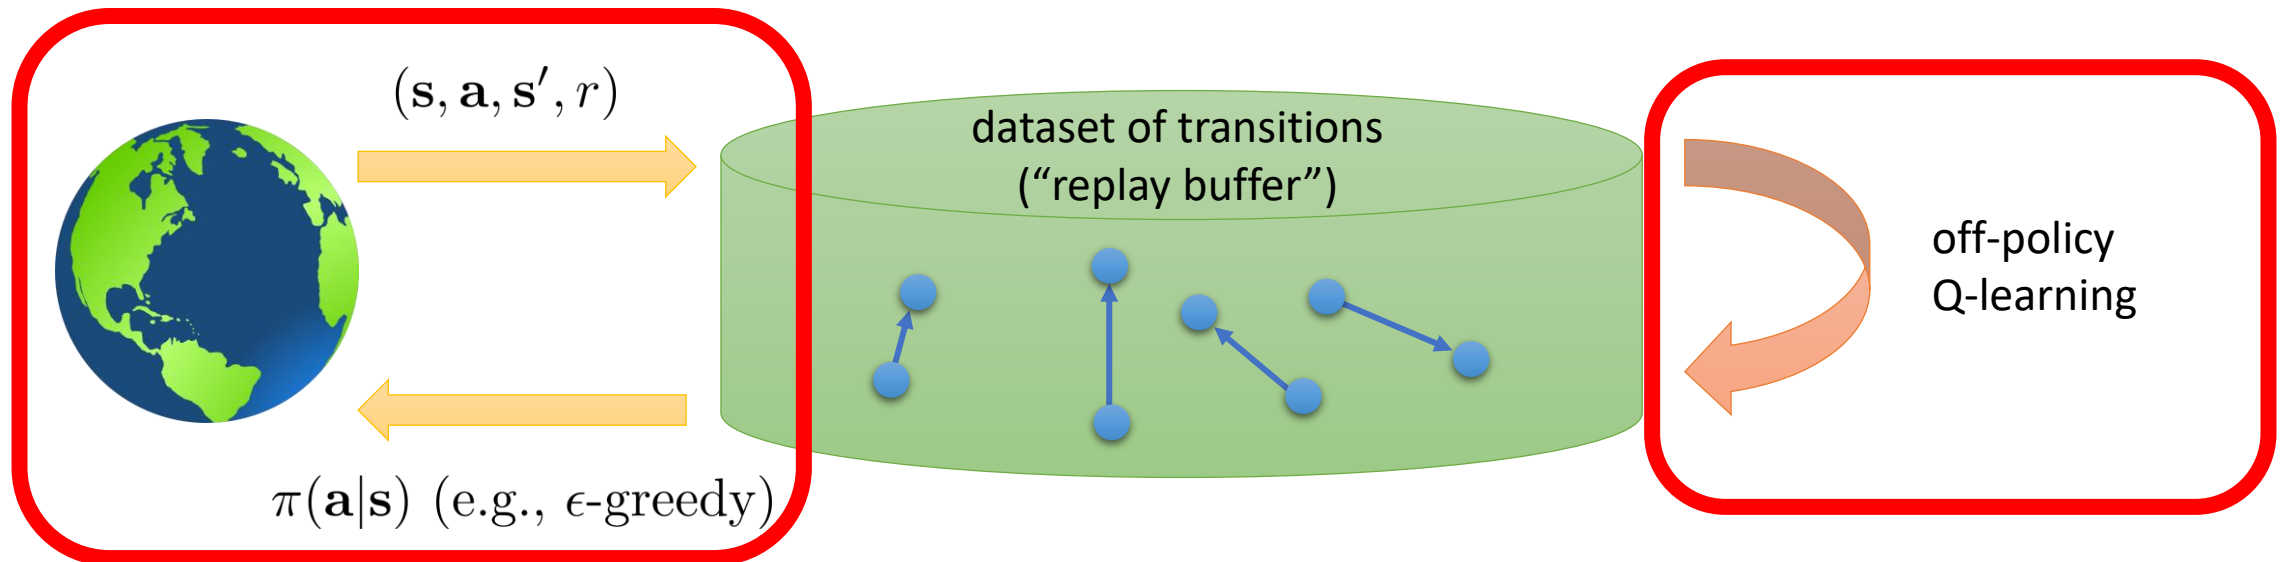 (s, a, s′, r)
dataset of transitions
(“replay buffer”)
off-policy
Q-learning
π(a|s) (e.g., ϵ-greedy)